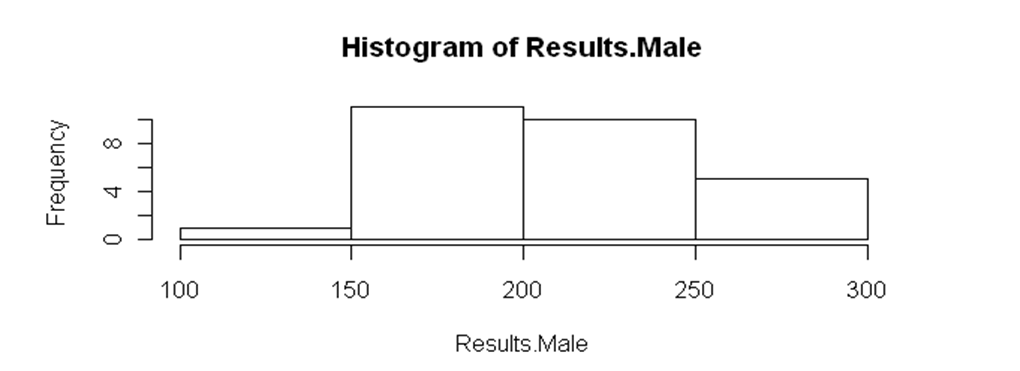 Histogram of Results.Male
Frequency
8
4
0
100 150 200 250 300
Results.Male